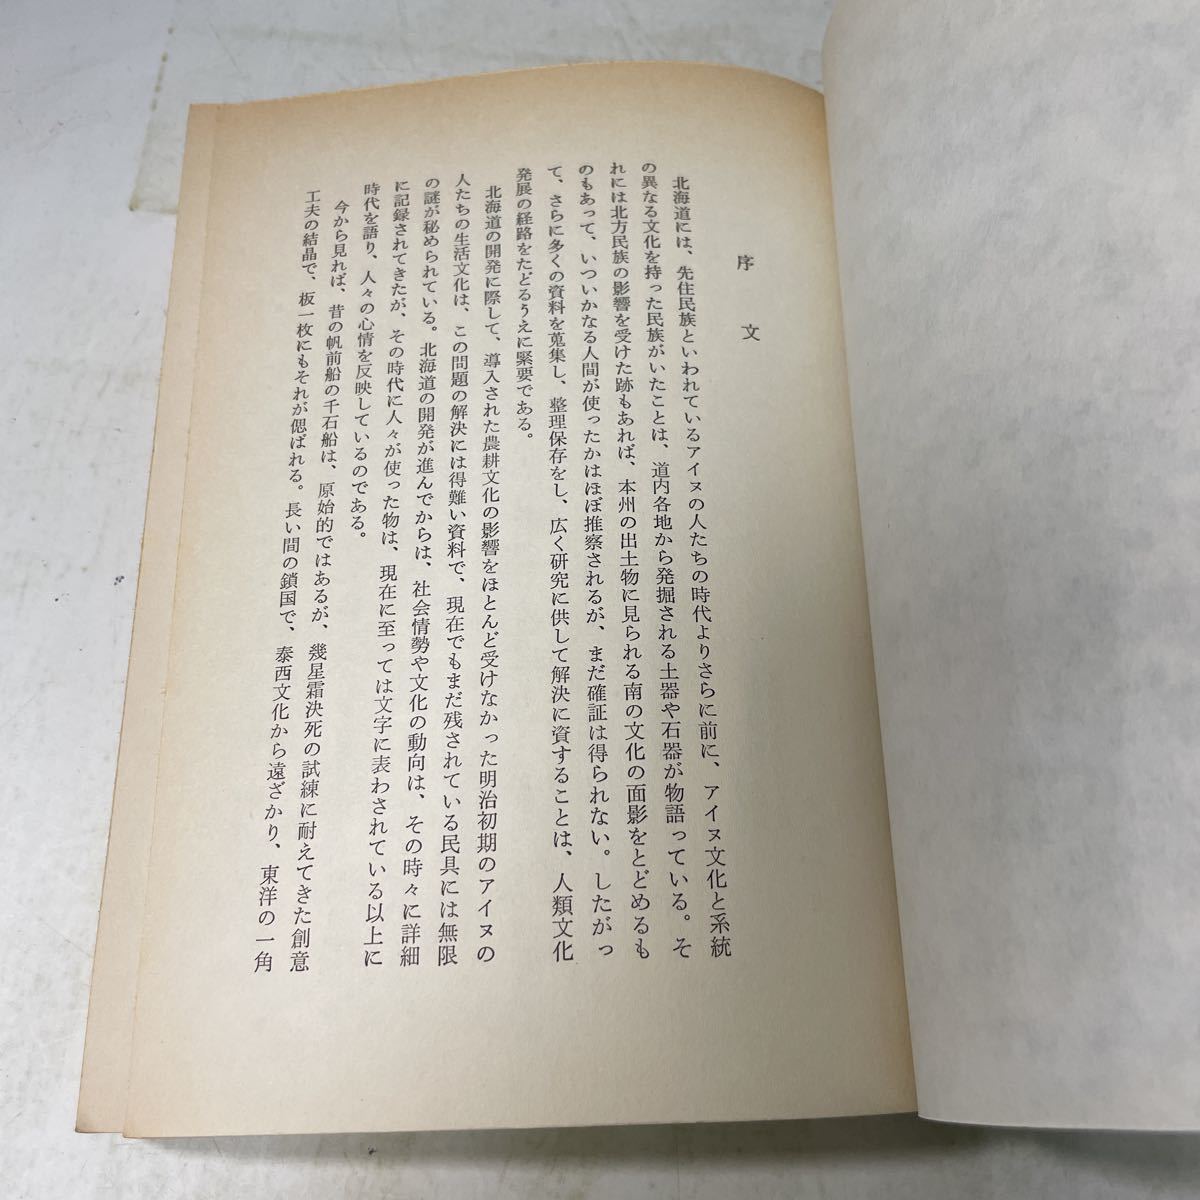 序文
北海道には、先住民族といわれているアイヌの人たちの時代よりさらに前に、アイヌ文化と系統
の異なる文化を持った民族がいたことは、道内各地から発掘される土器や石器が物語っている。そ
れには北方民族の影響を受けた跡もあれば、本州の出土物に見られる南の文化の面影をとどめるも
のもあって、いついかなる人間が使ったかはほぼ推察されるが、まだ確証は得られない。したがっ
て、さらに多くの資料を蒐集し、整理保存をし、広く研究に供して解決に資することは、人類文化
発展の経路をたどるうえに緊要である。
北海道の開発に際して、導入された農耕文化の影響をほとんど受けなかった明治初期のアイヌの
人たちの生活文化は、この問題の解決には得難い資料で、現在でもまだ残されている民具には無限
の謎が秘められている。北海道の開発が進んでからは、社会情勢や文化の動向は、その時々に詳細
に記録されてきたが、その時代に人々が使った物は、現在に至っては文字に表わされている以上に
時代を語り、人々の心情を反映しているのである。
今から見れば、昔の帆前船の千石船は、原始的ではあるが、幾星霜決死の試練に耐えてきた創意
工夫の結晶で、板一枚にもそれが偲ばれる。長い間の鎖国で、泰西文化から遠ざかり、東洋の一角